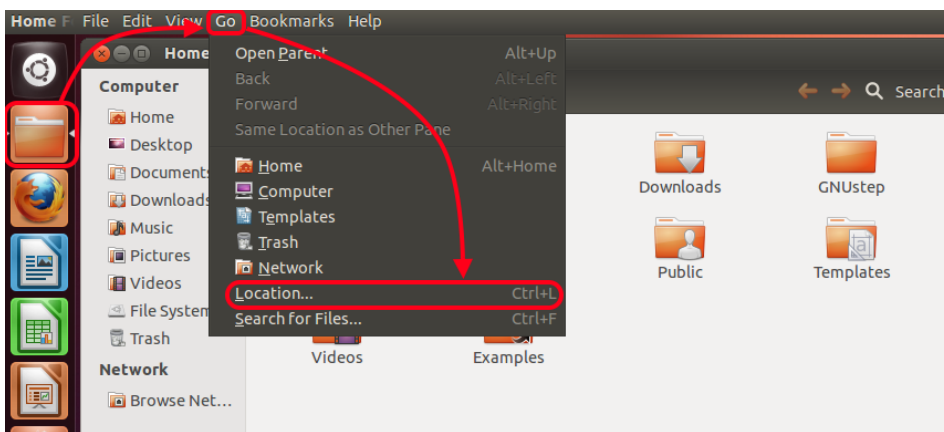 Home F File Edit View Go Bookmarks Help
Home
Search
Computer
Home
Desktop
Documents
Downloads
Music
Pictures
Videos
File System
Trash
Network
Browse Net...
Open Parent Alt+Up
Back Alt+Left
Forward Alt+Right
Same Location as Other Pane
Home Alt+Home
Computer
Templates
Trash
Network
Location... Ctrl+L
Search for Files... Ctrl+F
Downloads GNUstep
Public Templates
Videos Examples